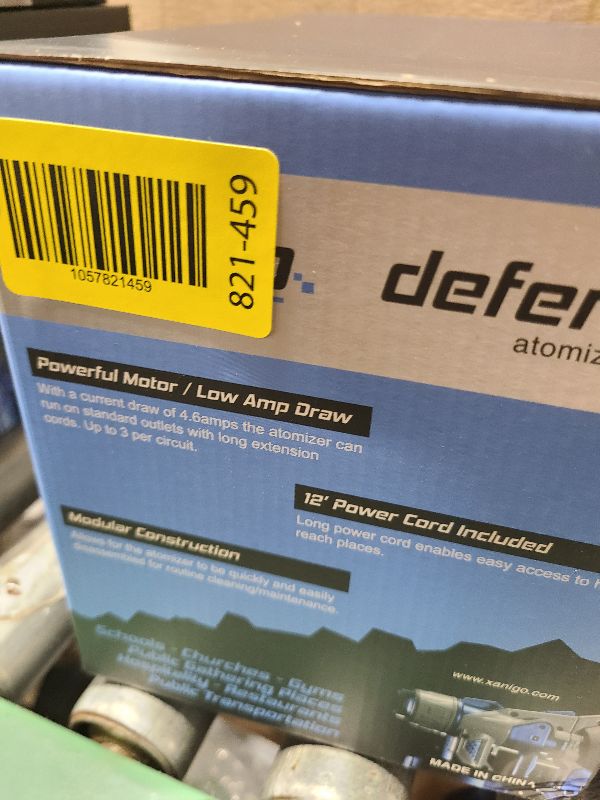 1057821459
821-459
defen
atomiz
Powerful Motor / Low Amp Draw
With a current draw of 4.6amps the atomizer can
run on standard outlets with long extension
cords. Up to 3 per circuit.
12' Power Cord Included
Long power cord enables easy access to h
reach places.
Modular Construction
Allows for the atomizer to be quickly and easily
disassembled for routine cleaning/maintenance.
Schools - Churches - Gyms
Public Gathering Places
Hospitality - Restaurants
Public Transportation
www.xanigo.com
MADE IN CHINA